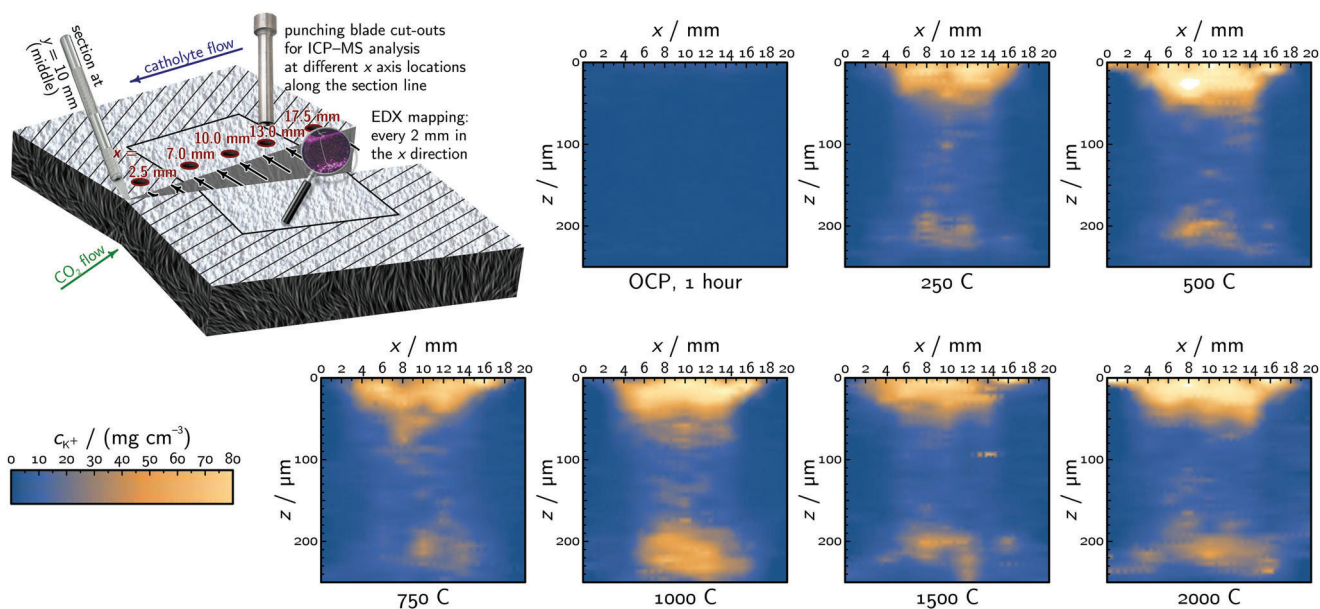 section at
y = 10 mm
(middle)
catholyte flow
punching blade cut-outs
for ICP–MS analysis
at different x axis locations
along the section line
EDX mapping:
every 2 mm in
the x direction
17.5 mm
13.0 mm
10.0 mm
7.0 mm
x =
2.5 mm
CO₂ flow
x / mm
0 2 4 6 8 10 12 14 16 18 20
z / µm
0
100
200
OCP, 1 hour
x / mm
0 2 4 6 8 10 12 14 16 18 20
z / µm
0
100
200
250 C
x / mm
0 2 4 6 8 10 12 14 16 18 20
z / µm
0
100
200
500 C
c_K⁺ / (mg cm⁻³)
0 10 20 30 40 50 60 70 80
x / mm
0 2 4 6 8 10 12 14 16 18 20
z / µm
0
100
200
750 C
x / mm
0 2 4 6 8 10 12 14 16 18 20
z / µm
0
100
200
1000 C
x / mm
0 2 4 6 8 10 12 14 16 18 20
z / µm
0
100
200
1500 C
x / mm
0 2 4 6 8 10 12 14 16 18 20
z / µm
0
100
200
2000 C